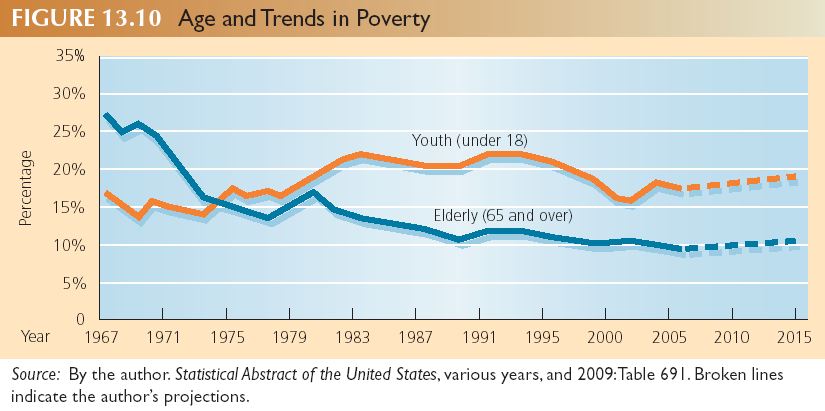 FIGURE 13.10 Age and Trends in Poverty
35%
30%
25%
20%
15%
10%
5%
0
Percentage
Youth (under 18)
Elderly (65 and over)
Year 1967 1971 1975 1979 1983 1987 1991 1995 2000 2005 2010 2015
Source: By the author. Statistical Abstract of the United States, various years, and 2009:Table 691. Broken lines
indicate the author's projections.